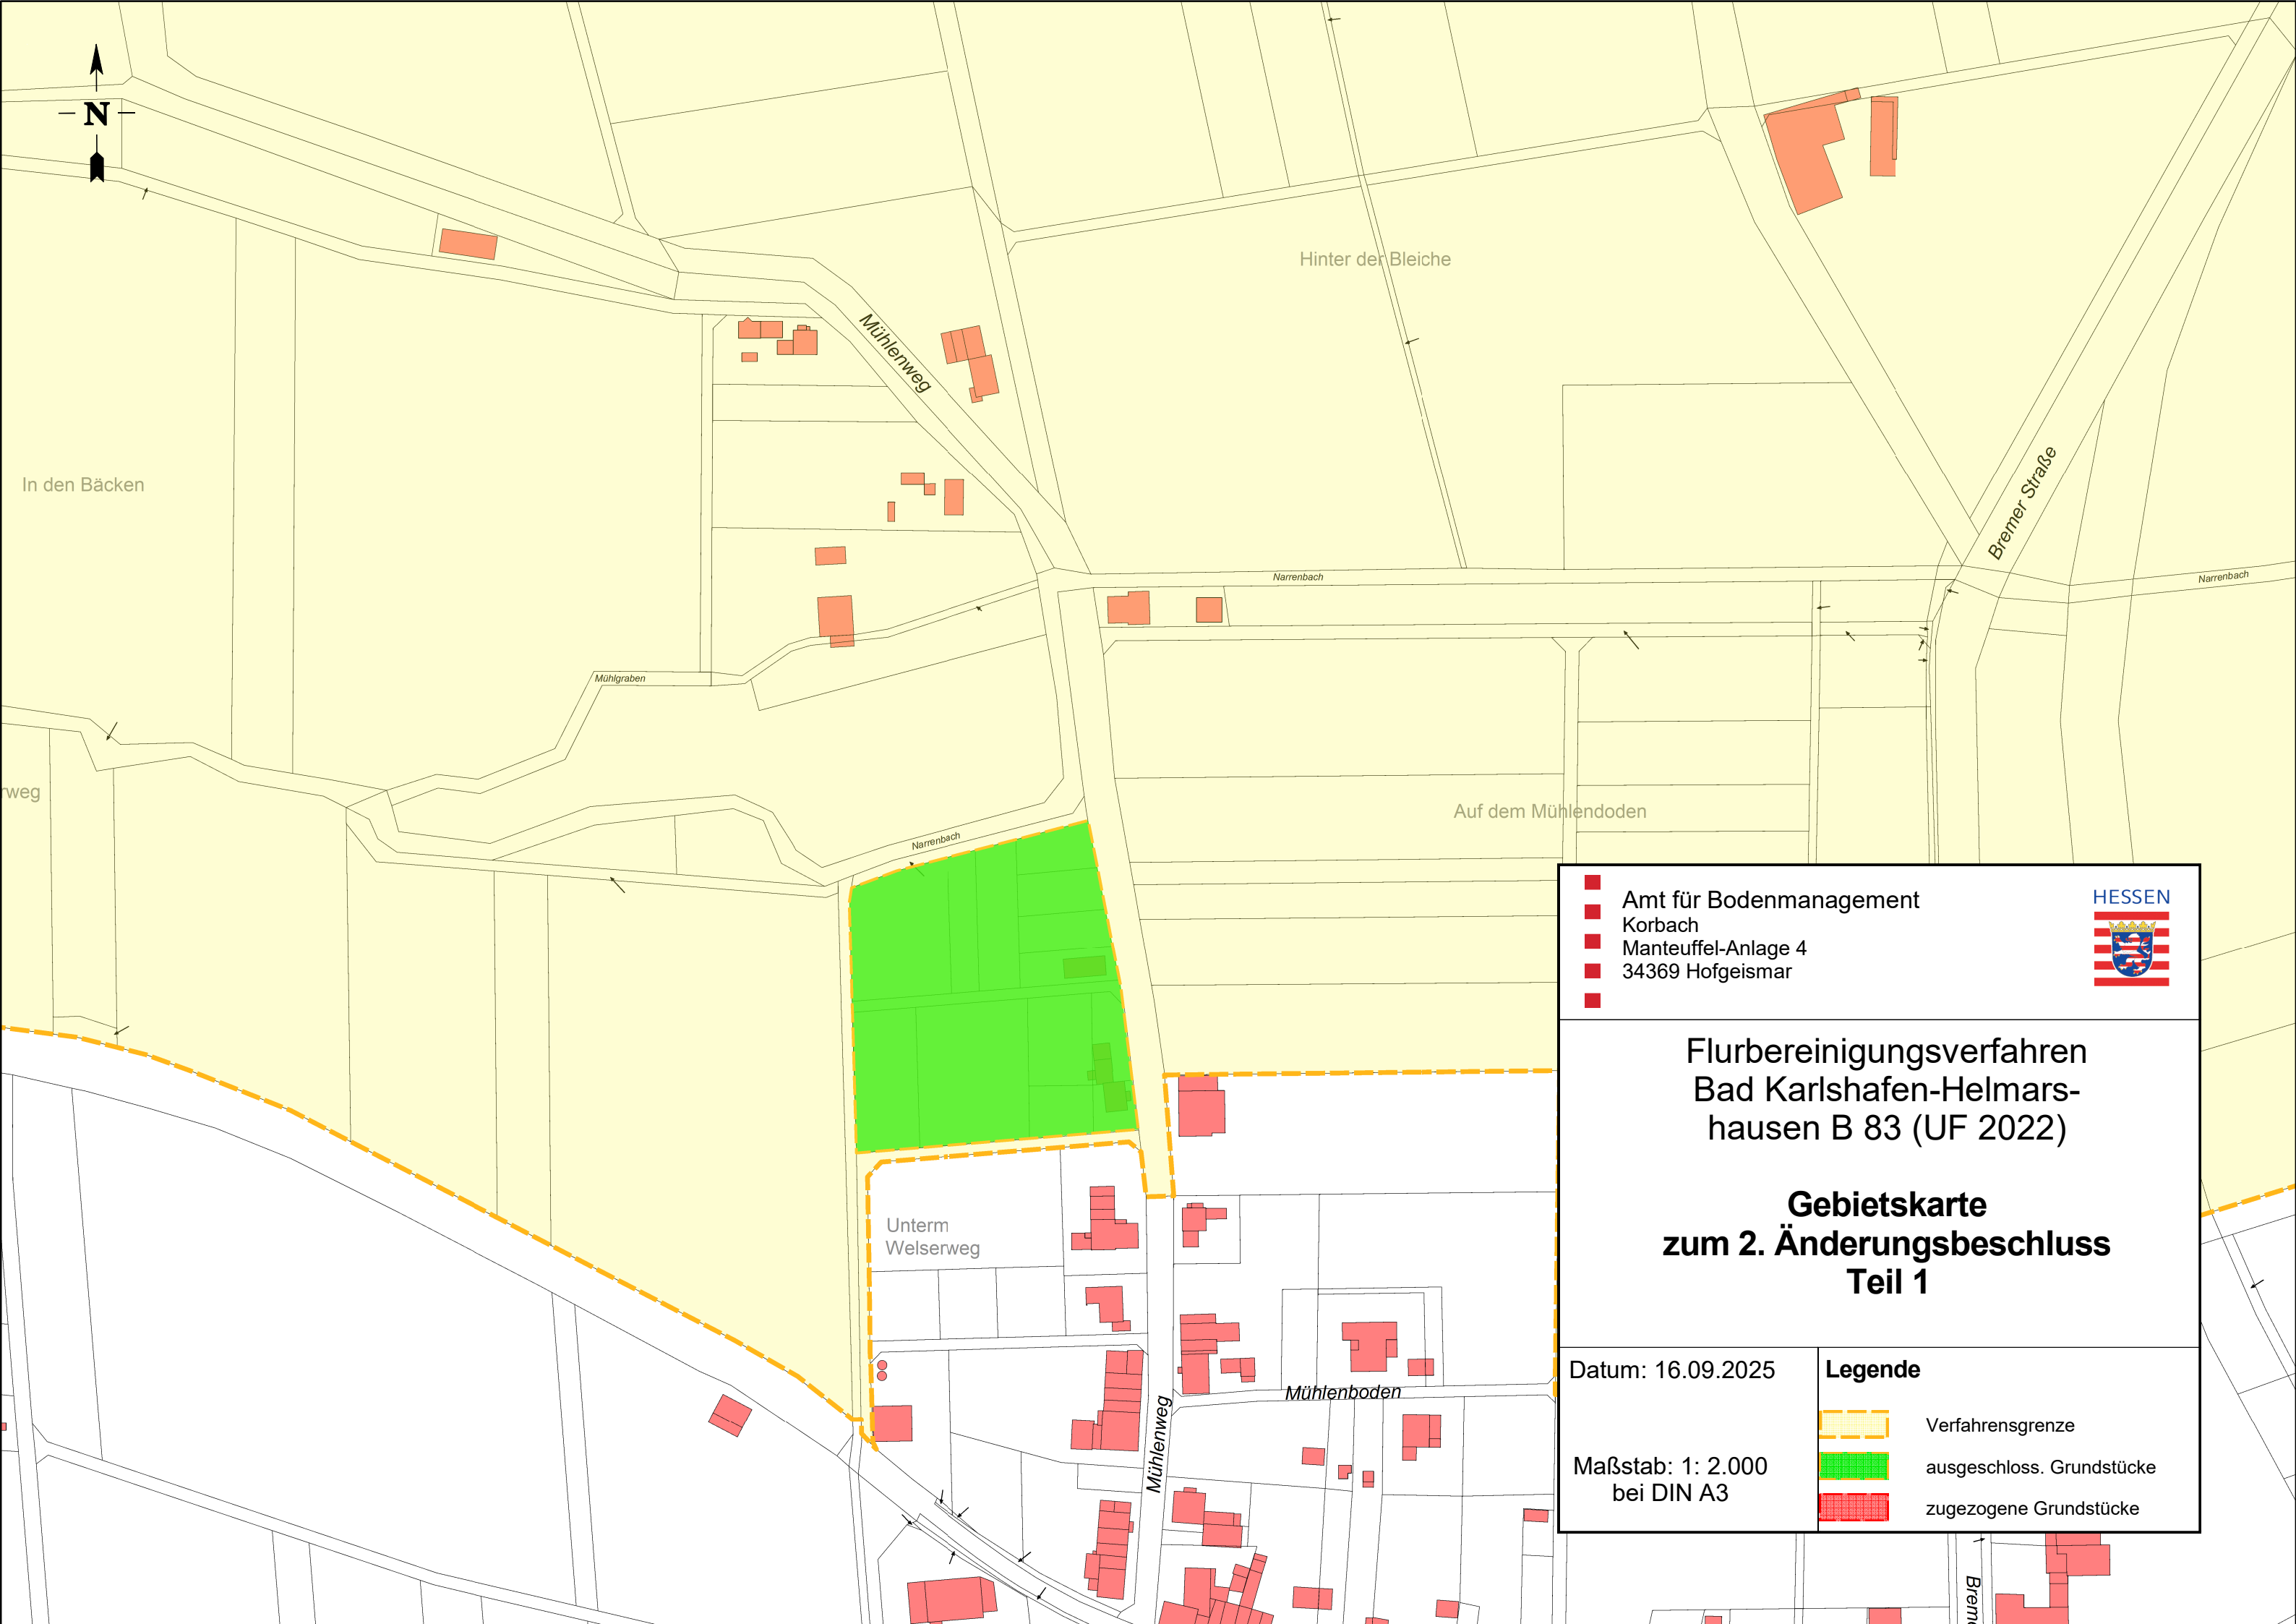 N
Hinter der Bleiche
Mühlenweg
In den Bäcken
Bremer Straße
Narrenbach
Narrenbach
Mühlgraben
rweg
Auf dem Mühlendoden
Narrenbach
Unterm
Welserweg
Mühlenboden
Mühlenweg
Brem
Amt für Bodenmanagement
Korbach
Manteuffel-Anlage 4
34369 Hofgeismar
HESSEN
Flurbereinigungsverfahren
Bad Karlshafen-Helmars-
hausen B 83 (UF 2022)
Gebietskarte
zum 2. Änderungsbeschluss
Teil 1
Datum: 16.09.2025
Maßstab: 1: 2.000
bei DIN A3
Legende
Verfahrensgrenze
ausgeschloss. Grundstücke
zugezogene Grundstücke